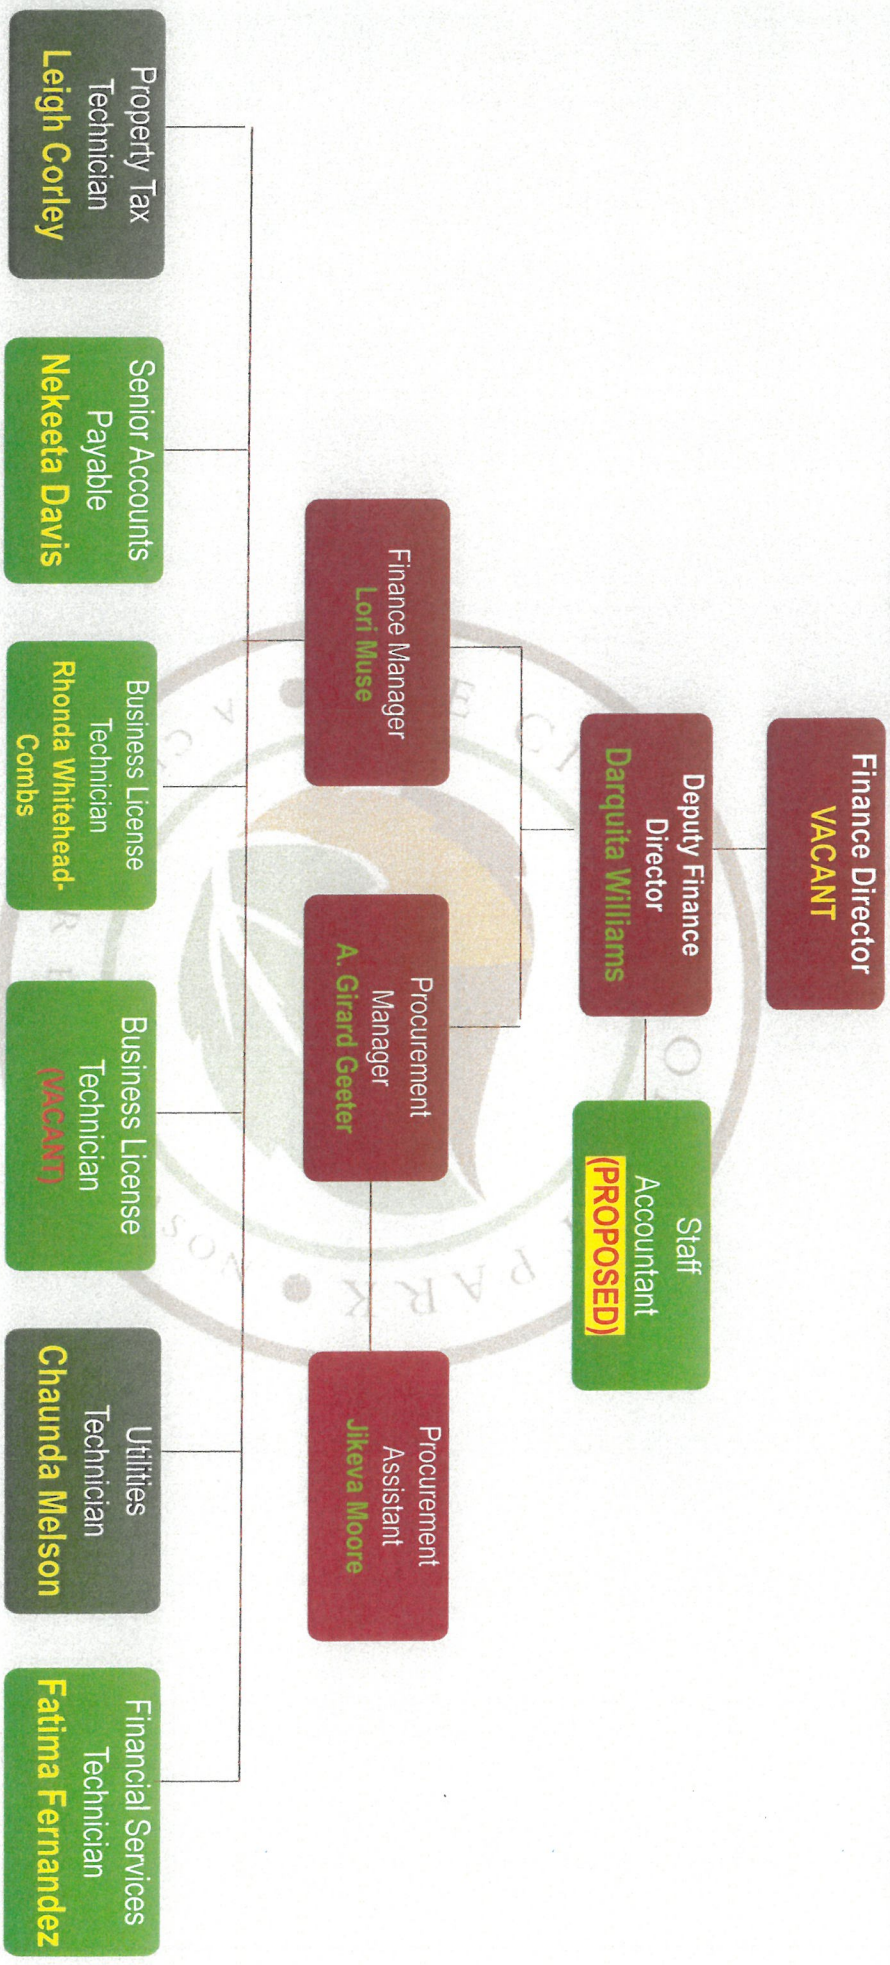 Finance Director
VACANT
Deputy Finance
Director
Darquita Williams
Staff
Accountant
(PROPOSED)
Finance Manager
Lori Muse
Procurement
Manager
A. Girard Geeter
Procurement
Assistant
Jikeva Moore
Property Tax
Technician
Leigh Corley
Senior Accounts
Payable
Nekeeta Davis
Business License
Technician
Rhonda Whitehead-
Combs
Business License
Technician
(VACANT)
Utilities
Technician
Chaunda Melson
Financial Services
Technician
Fatima Fernandez
PARK